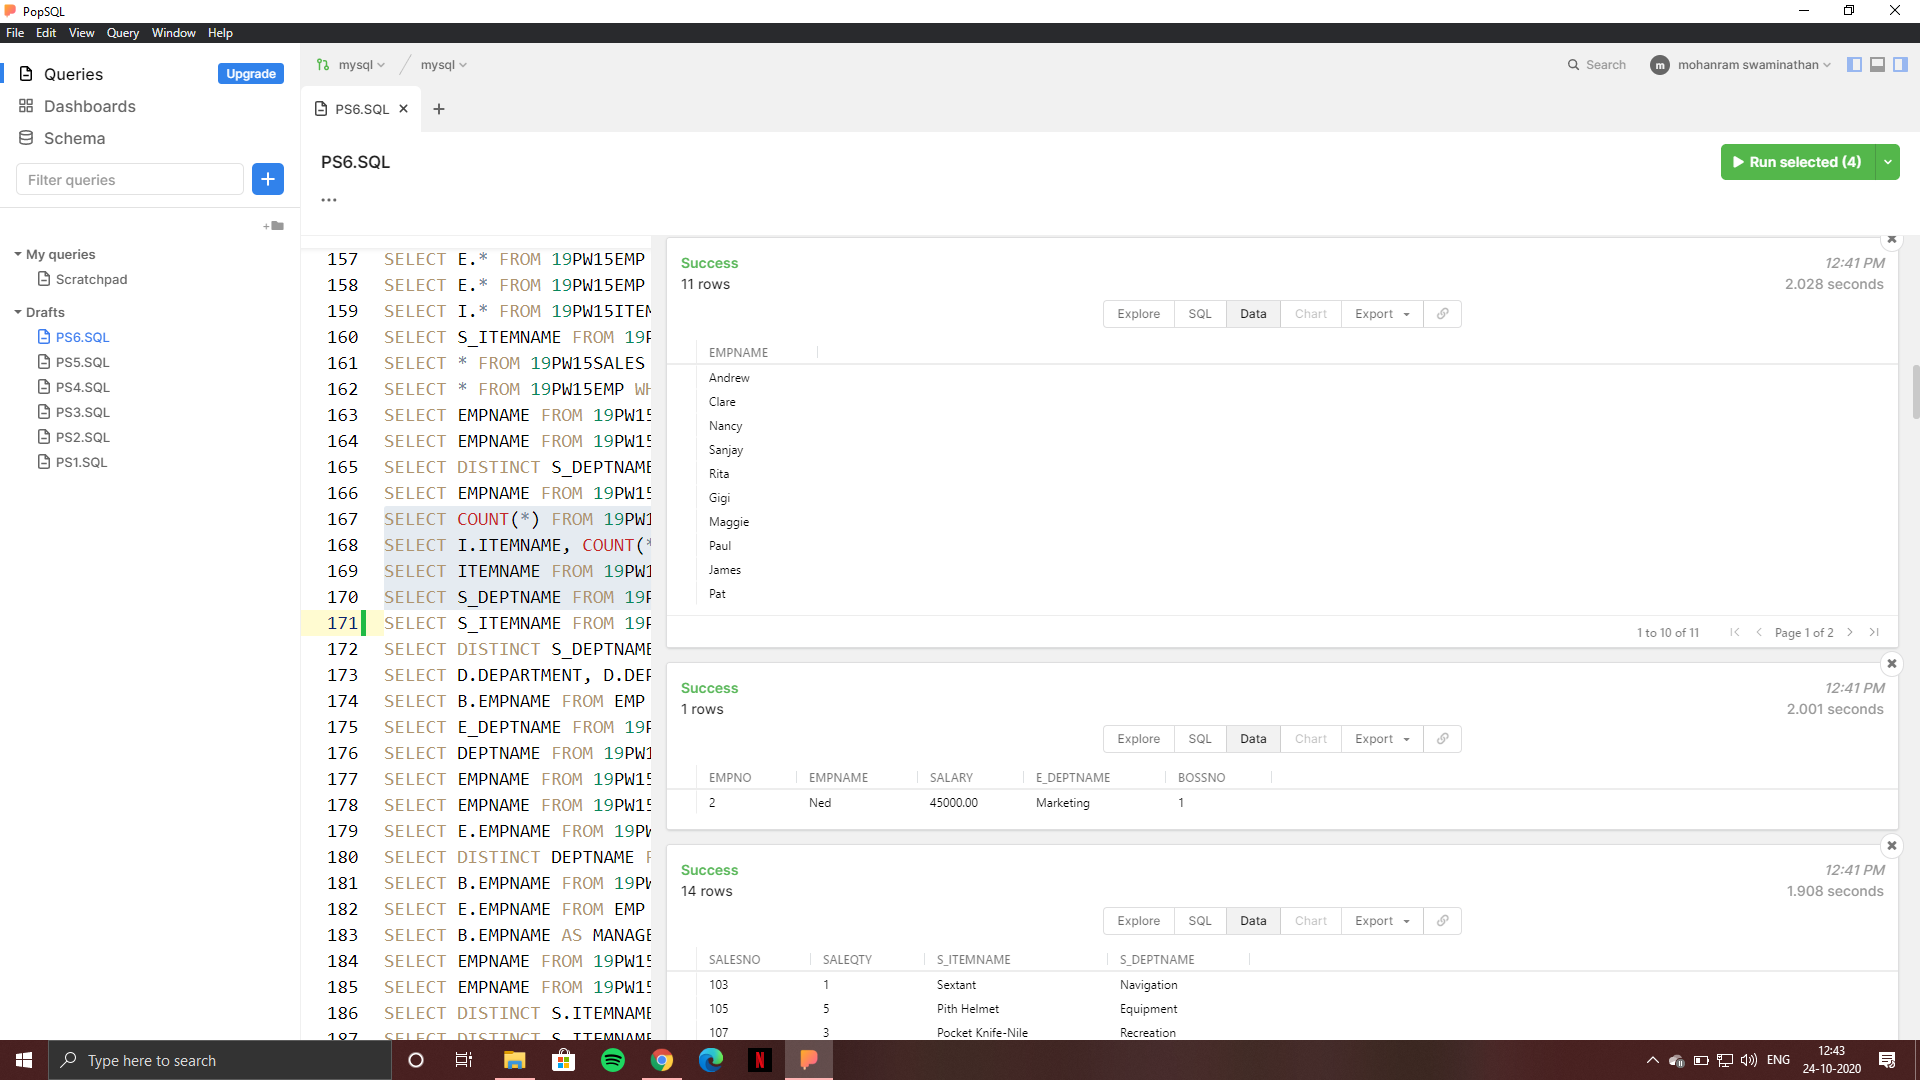 PopSQL
File Edit View Query Window Help
Queries
Upgrade
Dashboards
Schema
Filter queries
+
My queries
Scratchpad
Drafts
PS6.SQL
PS5.SQL
PS4.SQL
PS3.SQL
PS2.SQL
PS1.SQL
mysql
mysql
Search
m
mohanram swaminathan
PS6.SQL
PS6.SQL
...
Run selected (4)
157 SELECT E.* FROM 19PW15EMP
158 SELECT E.* FROM 19PW15EMP
159 SELECT I.* FROM 19PW15ITEM
160 SELECT S_ITEMNAME FROM 19P
161 SELECT * FROM 19PW15SALES
162 SELECT * FROM 19PW15EMP WH
163 SELECT EMPNAME FROM 19PW15
164 SELECT EMPNAME FROM 19PW15
165 SELECT DISTINCT S_DEPTNAME
166 SELECT EMPNAME FROM 19PW15
167 SELECT COUNT(*) FROM 19PW1
168 SELECT I.ITEMNAME, COUNT(*
169 SELECT ITEMNAME FROM 19PW1
170 SELECT S_DEPTNAME FROM 19P
171 SELECT S_ITEMNAME FROM 19P
172 SELECT DISTINCT S_DEPTNAME
173 SELECT D.DEPARTMENT, D.DEP
174 SELECT B.EMPNAME FROM EMP
175 SELECT E_DEPTNAME FROM 19P
176 SELECT DEPTNAME FROM 19PW1
177 SELECT EMPNAME FROM 19PW15
178 SELECT EMPNAME FROM 19PW15
179 SELECT E.EMPNAME FROM 19PW
180 SELECT DISTINCT DEPTNAME F
181 SELECT B.EMPNAME FROM 19PW
182 SELECT E.EMPNAME FROM EMP
183 SELECT B.EMPNAME AS MANAGE
184 SELECT EMPNAME FROM 19PW15
185 SELECT EMPNAME FROM 19PW15
186 SELECT DISTINCT S.ITEMNAME
187 SELECT DISTINCT S_ITEMNAME
Success 12:41 PM
11 rows 2.028 seconds
Explore SQL Data Chart Export
EMPNAME
Andrew
Clare
Nancy
Sanjay
Rita
Gigi
Maggie
Paul
James
Pat
1 to 10 of 11 Page 1 of 2
Success 12:41 PM
1 rows 2.001 seconds
Explore SQL Data Chart Export
EMPNO EMPNAME SALARY E_DEPTNAME BOSSNO
2 Ned 45000.00 Marketing 1
Success 12:41 PM
14 rows 1.908 seconds
Explore SQL Data Chart Export
SALESNO SALEQTY S_ITEMNAME S_DEPTNAME
103 1 Sextant Navigation
105 5 Pith Helmet Equipment
107 3 Pocket Knife-Nile Recreation
Type here to search
N
ENG
12:43
24-10-2020